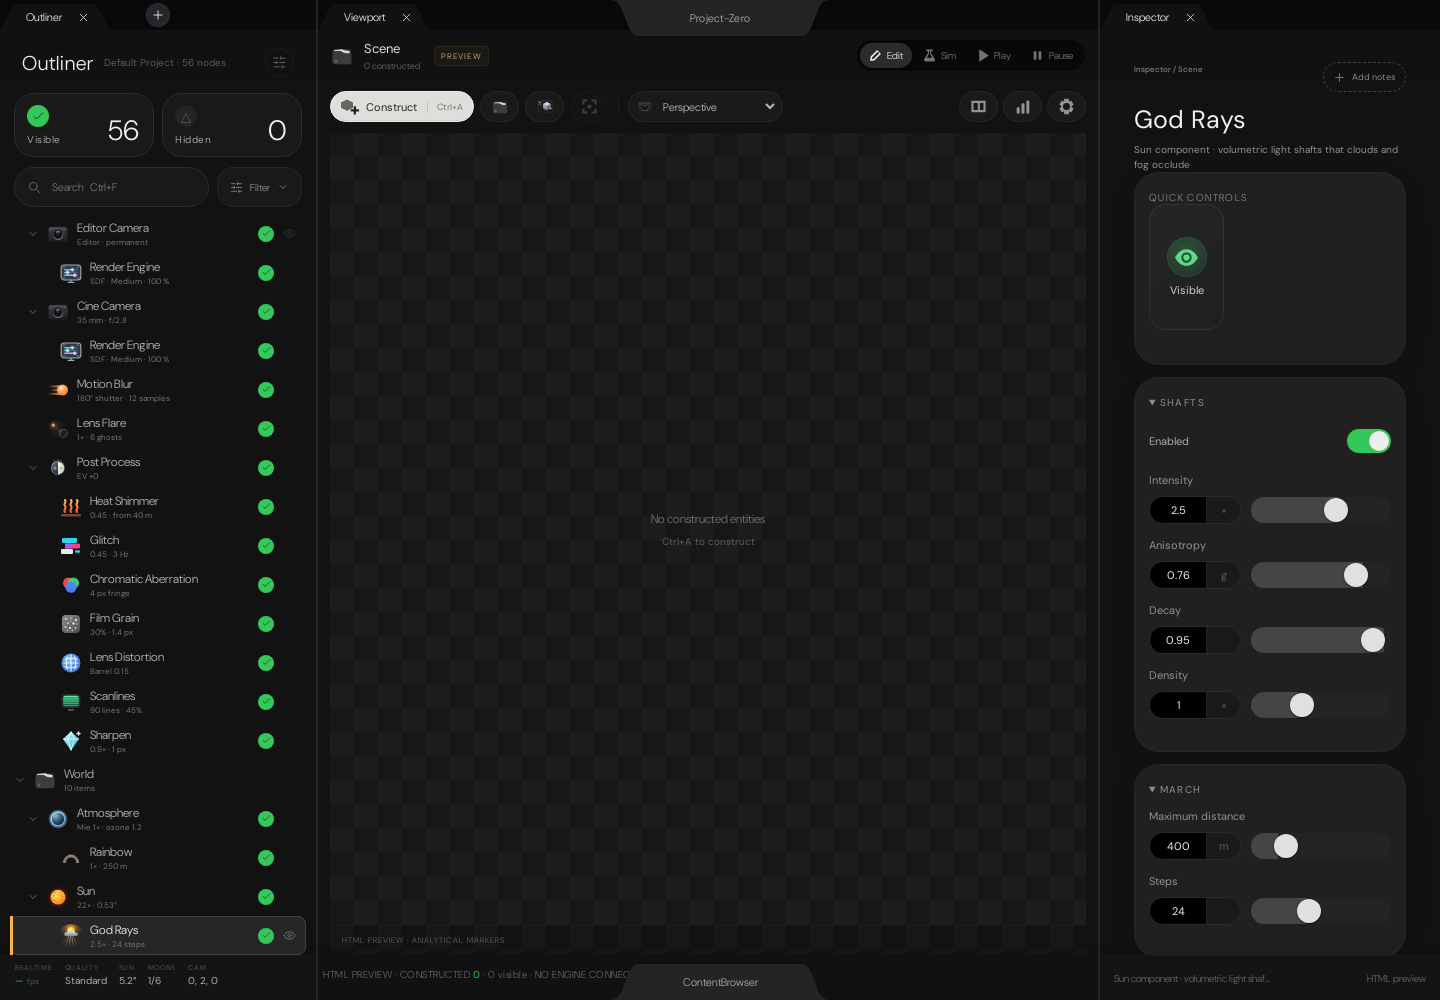 Outliner
Viewport
Project-Zero
Inspector
Outliner
Default Project · 56 nodes
Visible
56
Hidden
0
Search Ctrl+F
Filter
Editor Camera
Editor · permanent
Render Engine
SDF · Medium · 100 %
Cine Camera
35 mm · f/2.8
Render Engine
SDF · Medium · 100 %
Motion Blur
180° shutter · 12 samples
Lens Flare
1× · 6 ghosts
Post Process
EV +0
Heat Shimmer
0.45 · from 40 m
Glitch
0.45 · 3 Hz
Chromatic Aberration
4 px fringe
Film Grain
30% · 1.4 px
Lens Distortion
Barrel 0.15
Scanlines
90 lines · 45%
Sharpen
0.9× · 1 px
World
10 items
Atmosphere
Mie 1× · ozone 1.2
Rainbow
1× · 250 m
Sun
22× · 0.53°
God Rays
2.5× · 24 steps
REALTIME QUALITY SUN MOONS CAM
— fps Standard 5.2° 1/6 0, 2, 0
Scene
0 constructed
PREVIEW
Edit Sim Play Pause
Construct Ctrl+A
Perspective
No constructed entities
Ctrl+A to construct
HTML PREVIEW · ANALYTICAL MARKERS
HTML PREVIEW · CONSTRUCTED 0 · 0 visible · NO ENGINE CONNEC
ContentBrowser
Inspector / Scene
Add notes
God Rays
Sun component · volumetric light shafts that clouds and
fog occlude
QUICK CONTROLS
Visible
SHAFTS
Enabled
Intensity
2.5 ×
Anisotropy
0.76 g
Decay
0.95
Density
1 ×
MARCH
Maximum distance
400 m
Steps
24
Sun component · volumetric light shaf…
HTML preview